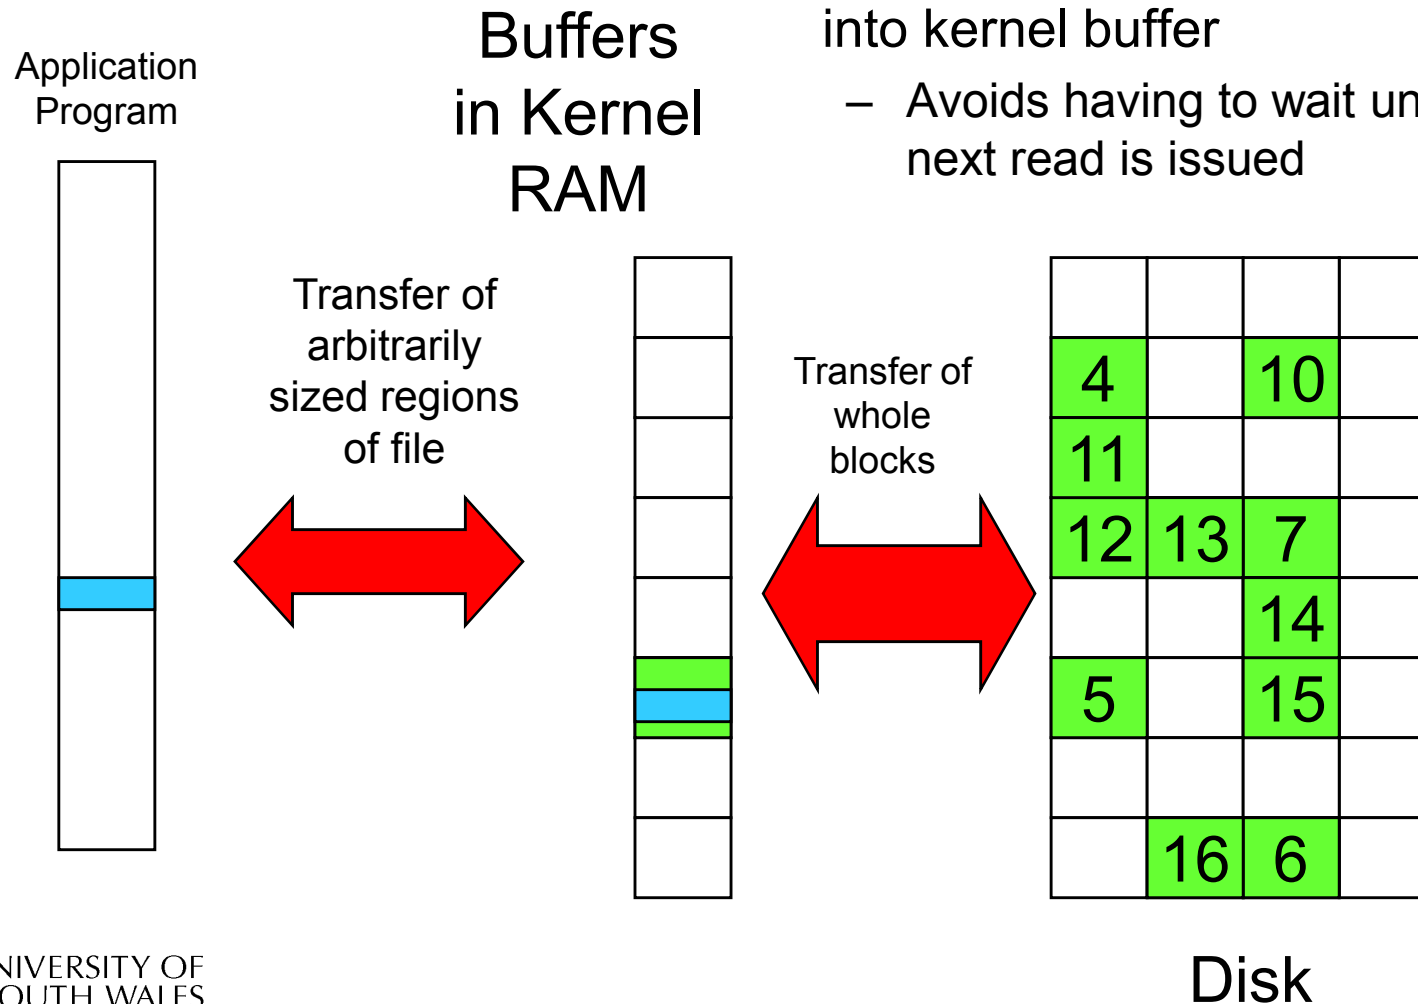 Application
Program
Buffers
in Kernel
RAM
into kernel buffer
– Avoids having to wait un
next read is issued
Transfer of
arbitrarily
sized regions
of file
Transfer of
whole
blocks
4 10
11
12 13 7
14
5 15
16 6
Disk
NIVERSITY OF
OUTH WALES